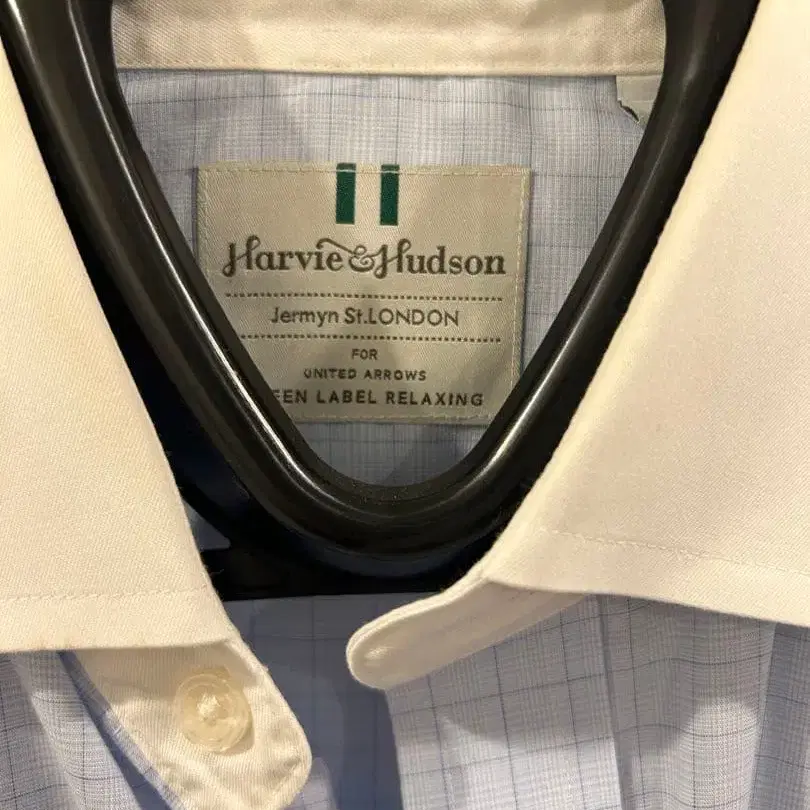 Harvie & Hudson
Jermyn St.LONDON
FOR
UNITED ARROWS
EEN LABEL RELAXING